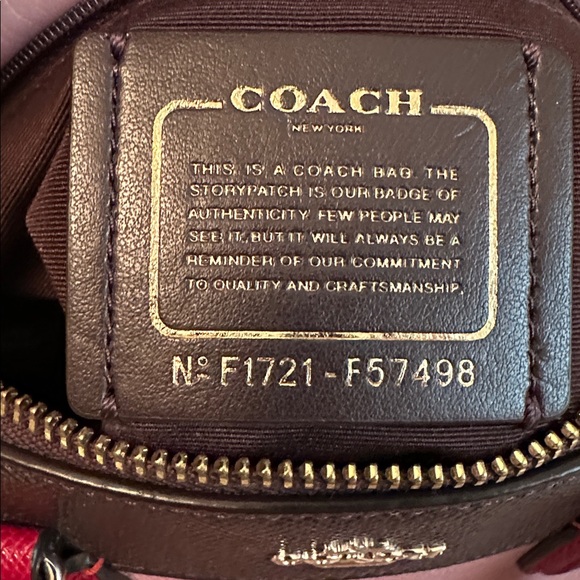 COACH
NEW YORK
THIS IS A COACH BAG. THE
STORYPATCH IS OUR BADGE OF
AUTHENTICITY. FEW PEOPLE MAY
SEE IT, BUT IT WILL ALWAYS BE A
REMINDER OF OUR COMMITMENT
TO QUALITY AND CRAFTSMANSHIP.
Nº F1721 - F57498